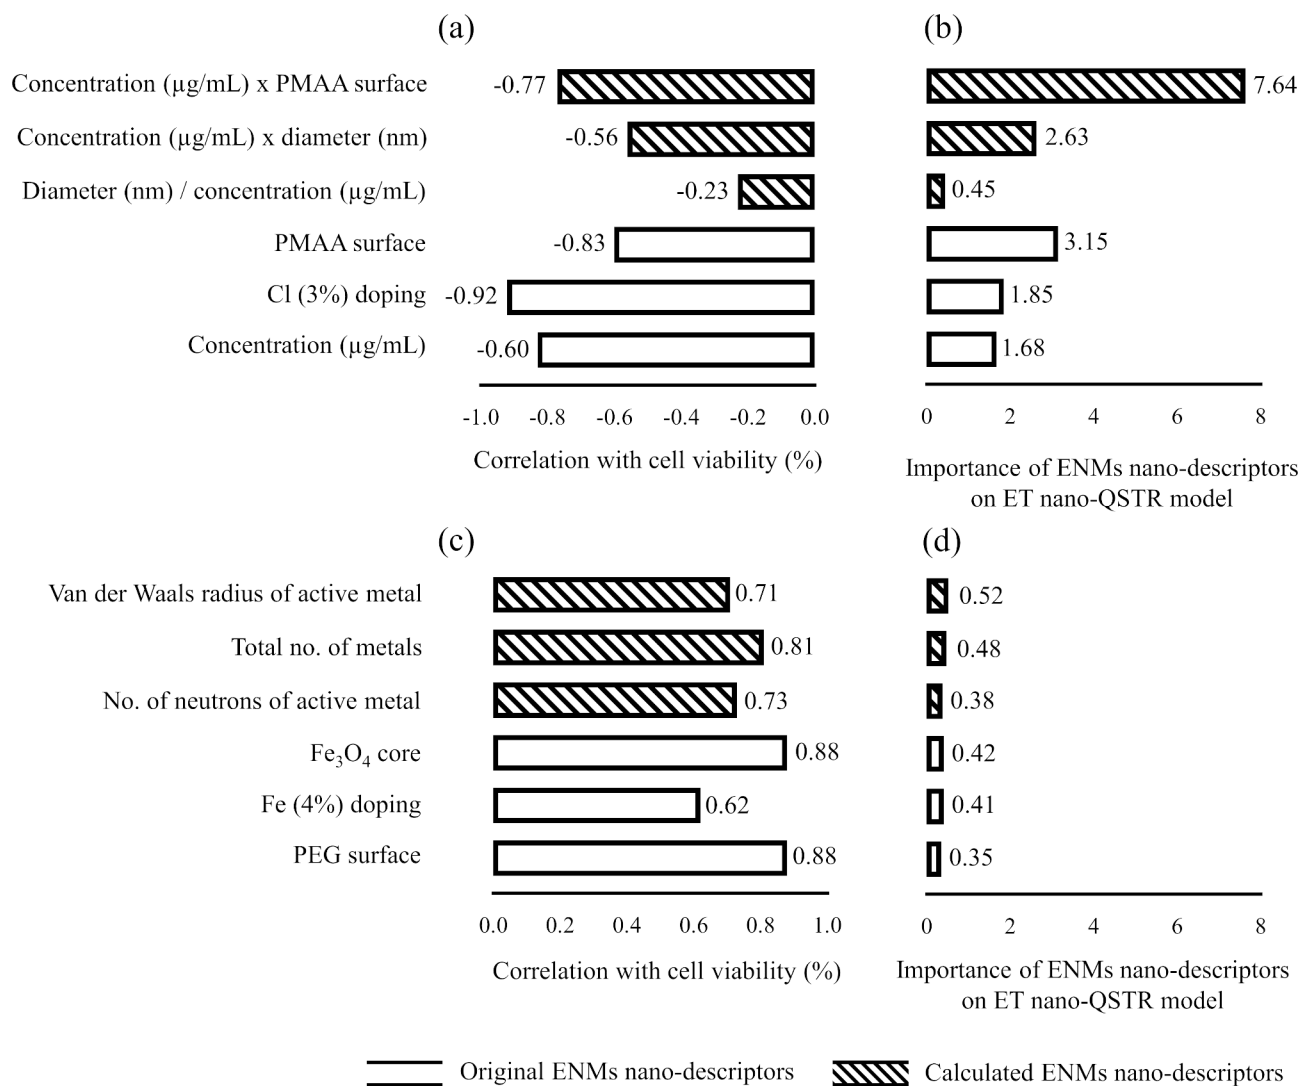 (a)
Concentration (µg/mL) x PMAA surface -0.77
Concentration (µg/mL) x diameter (nm) -0.56
Diameter (nm) / concentration (µg/mL) -0.23
PMAA surface -0.83
Cl (3%) doping -0.92
Concentration (µg/mL) -0.60
-1.0 -0.8 -0.6 -0.4 -0.2 0.0
Correlation with cell viability (%)
(b)
7.64
2.63
0.45
3.15
1.85
1.68
0 2 4 6 8
Importance of ENMs nano-descriptors
on ET nano-QSTR model
(c)
Van der Waals radius of active metal 0.71
Total no. of metals 0.81
No. of neutrons of active metal 0.73
Fe₃O₄ core 0.88
Fe (4%) doping 0.62
PEG surface 0.88
0.0 0.2 0.4 0.6 0.8 1.0
Correlation with cell viability (%)
(d)
0.52
0.48
0.38
0.42
0.41
0.35
0 2 4 6 8
Importance of ENMs nano-descriptors
on ET nano-QSTR model
Original ENMs nano-descriptors
Calculated ENMs nano-descriptors